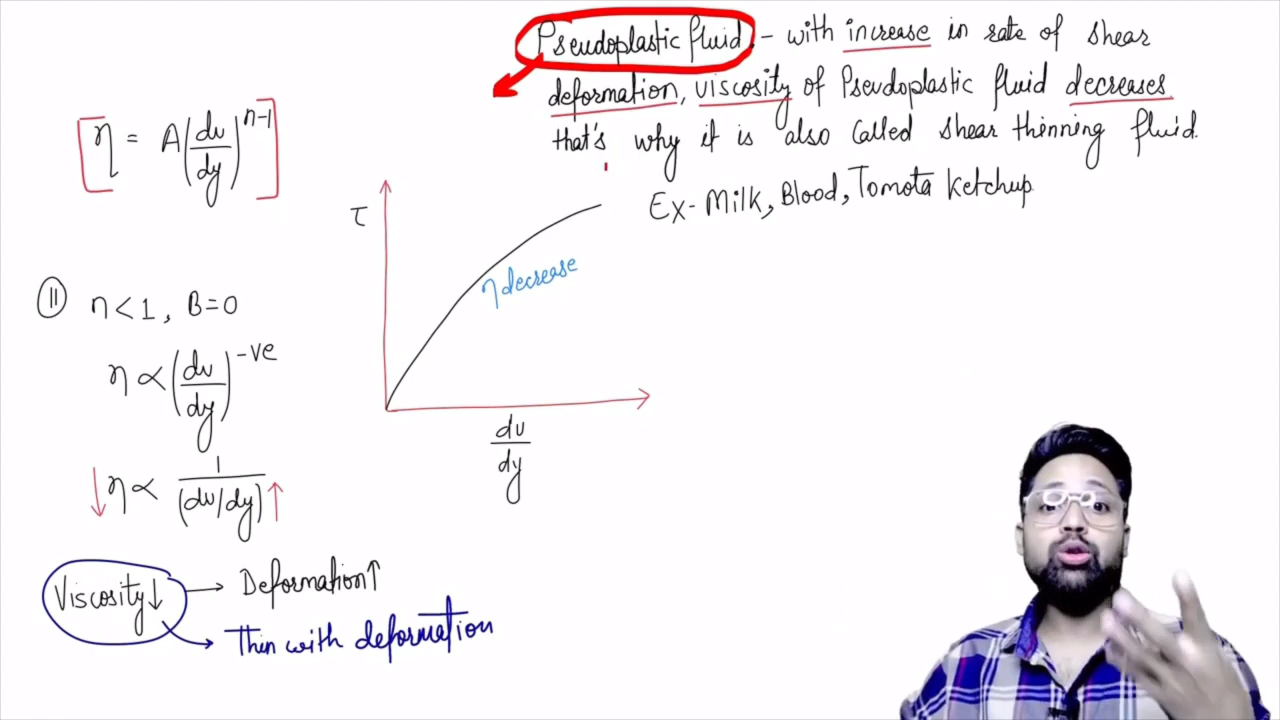 Pseudoplastic fluid :- with increase in rate of shear
deformation, viscosity of Pseudoplastic fluid decreases
that's why it is also called shear thinning fluid.
Ex- Milk, Blood, Tomota Ketchup
[η = A(du/dy)^n-1]
τ
η decrease
du/dy
II n<1, B=0
η ∝ (du/dy)^-ve
↓η ∝ 1/(du/dy)↑
Viscosity↓ → Deformation↑
→ Thin with deformation